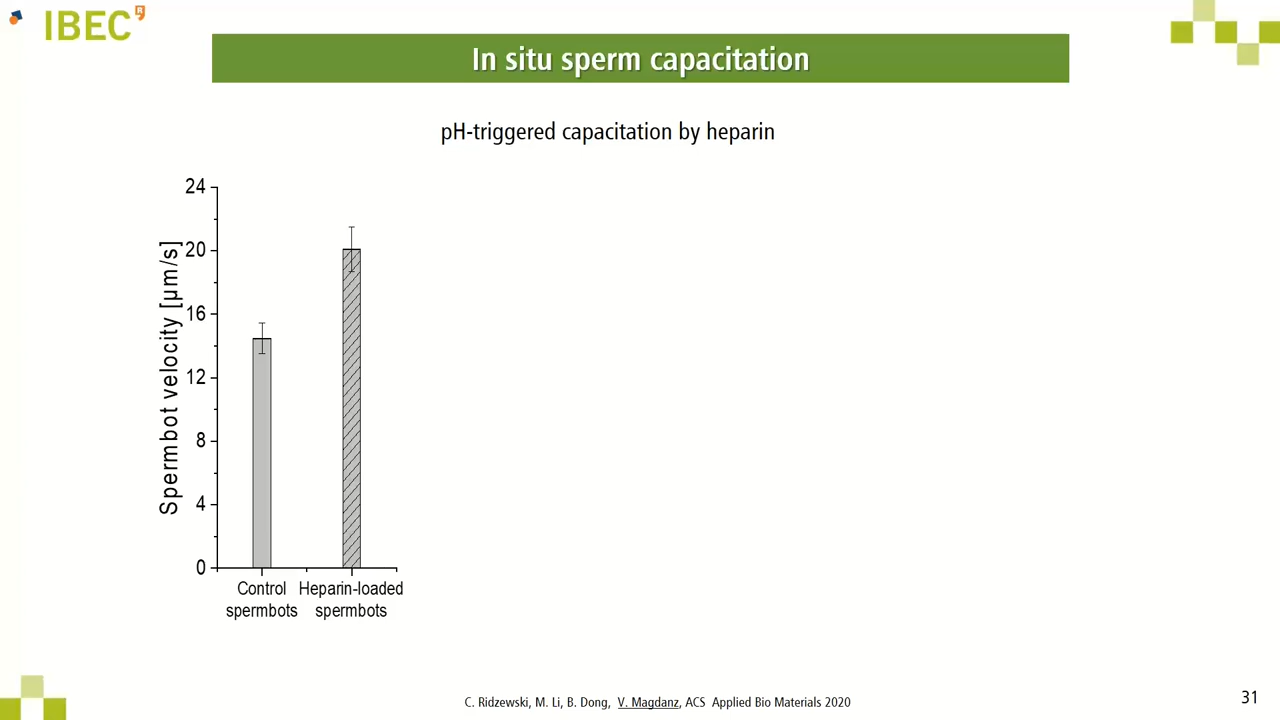 IBEC
In situ sperm capacitation
pH-triggered capacitation by heparin
Spermbot velocity [µm/s]
24
20
16
12
8
4
0
Control spermbots
Heparin-loaded spermbots
C. Ridzewski, M. Li, B. Dong, V. Magdanz, ACS Applied Bio Materials 2020
31